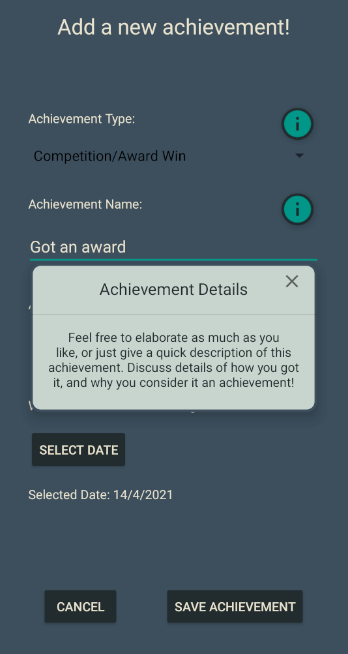 Add a new achievement!
Achievement Type:
Competition/Award Win
Achievement Name:
Got an award
Achievement Details
Feel free to elaborate as much as you
like, or just give a quick description of this
achievement. Discuss details of how you got
it, and why you consider it an achievement!
SELECT DATE
Selected Date: 14/4/2021
CANCEL
SAVE ACHIEVEMENT